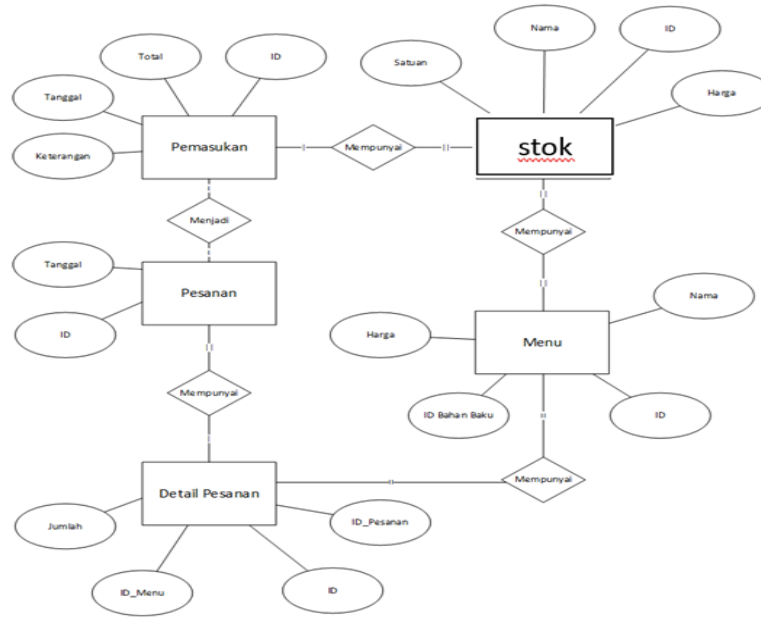 Nama
Total
ID
ID
Satuan
Tanggal
Harga
Pemasukan
Mempunyai
stok
Keterangan
Menjadi
Mempunyai
Tanggal
Pesanan
Nama
ID
Harga
Menu
Mempunyai
ID Bahan Baku
ID
Mempunyai
Detail Pesanan
Jumlah
ID_Pesanan
ID_Menu
ID